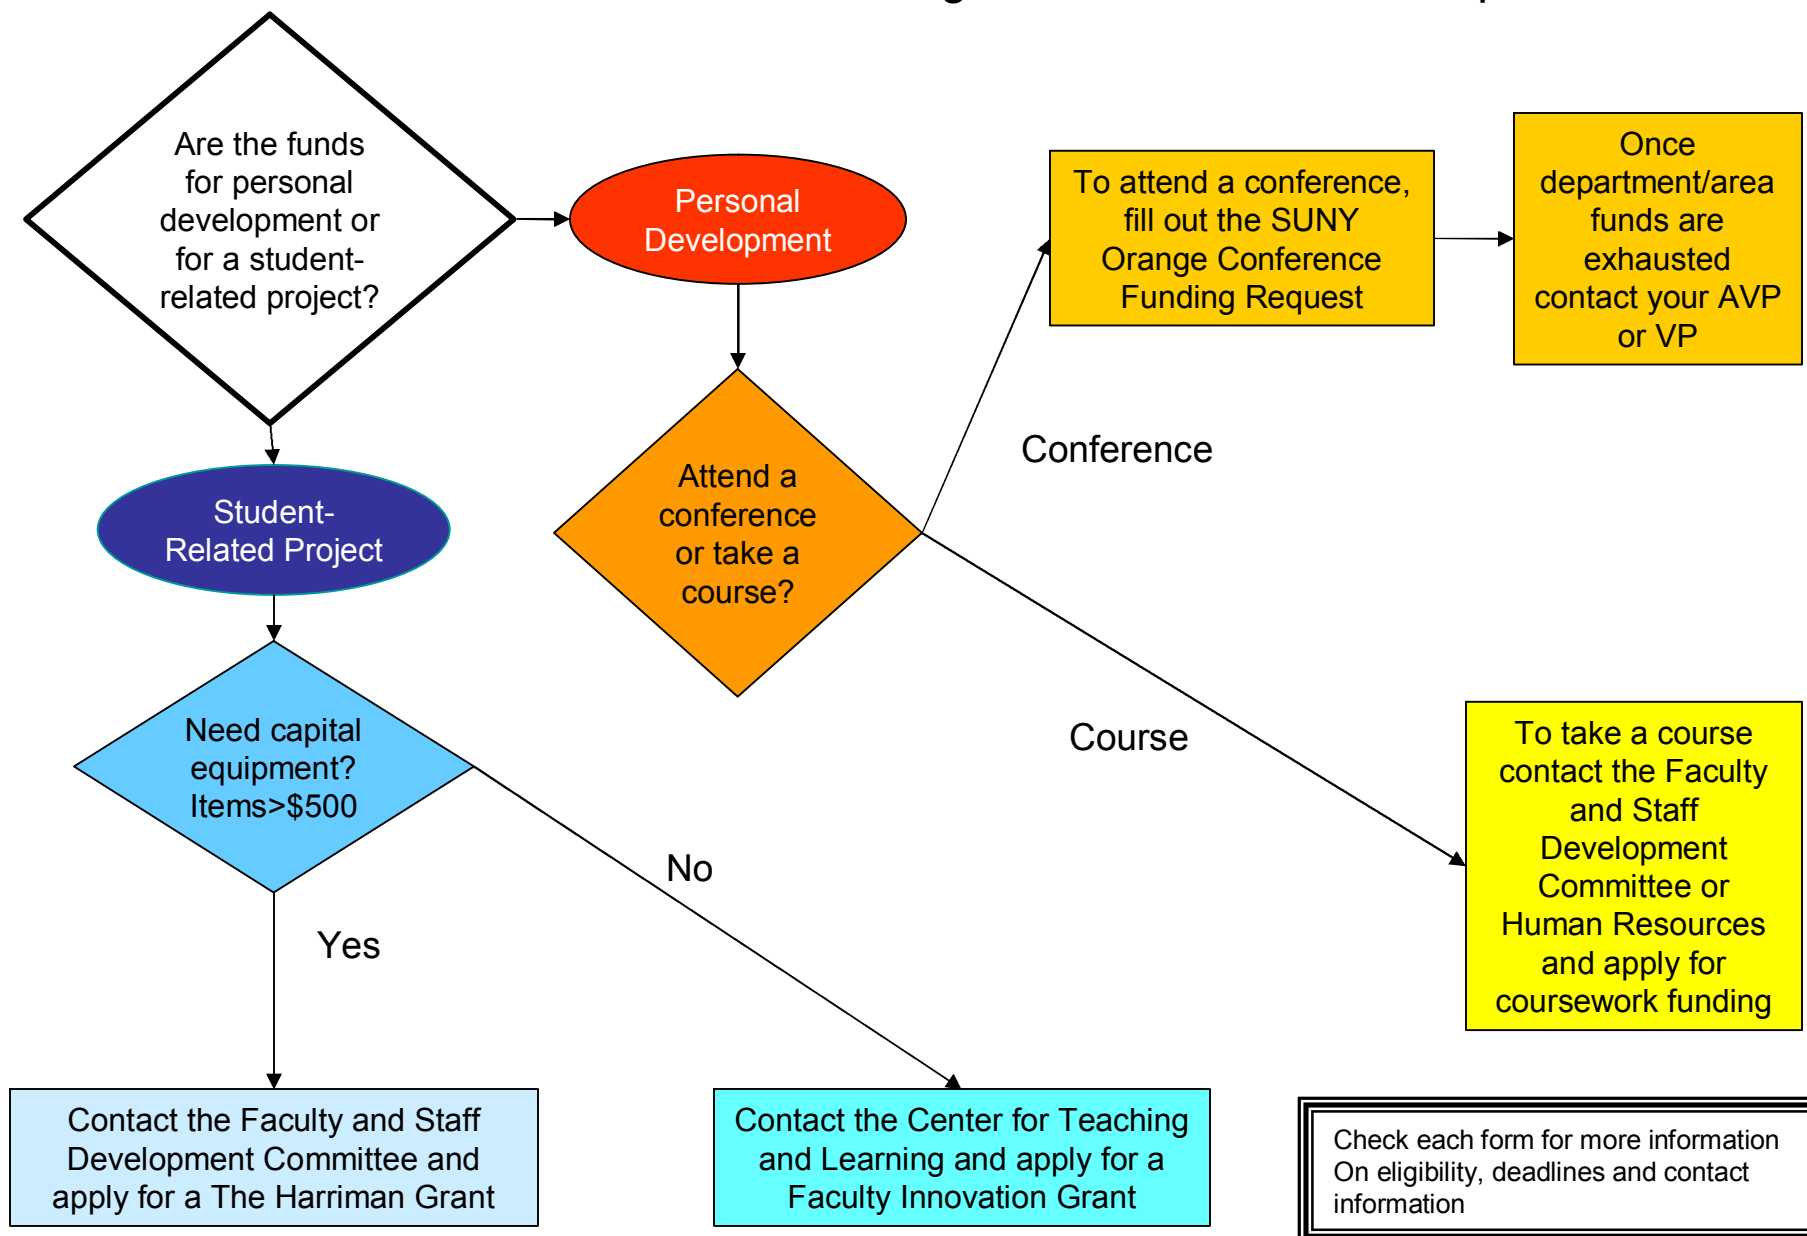 Are the funds
for personal
development or
for a student-
related project?
Personal
Development
To attend a conference,
fill out the SUNY
Orange Conference
Funding Request
Once
department/area
funds are
exhausted
contact your AVP
or VP
Conference
Attend a
conference
or take a
course?
Student-
Related Project
Course
Need capital
equipment?
Items>$500
To take a course
contact the Faculty
and Staff
Development
Committee or
Human Resources
and apply for
coursework funding
No
Yes
Contact the Faculty and Staff
Development Committee and
apply for a The Harriman Grant
Contact the Center for Teaching
and Learning and apply for a
Faculty Innovation Grant
Check each form for more information
On eligibility, deadlines and contact
information